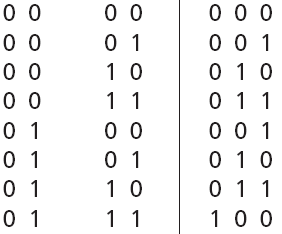 0 0 0 0 0 0 0
0 0 0 1 0 0 1
0 0 1 0 0 1 0
0 0 1 1 0 1 1
0 1 0 0 0 0 1
0 1 0 1 0 1 0
0 1 1 0 0 1 1
0 1 1 1 1 0 0